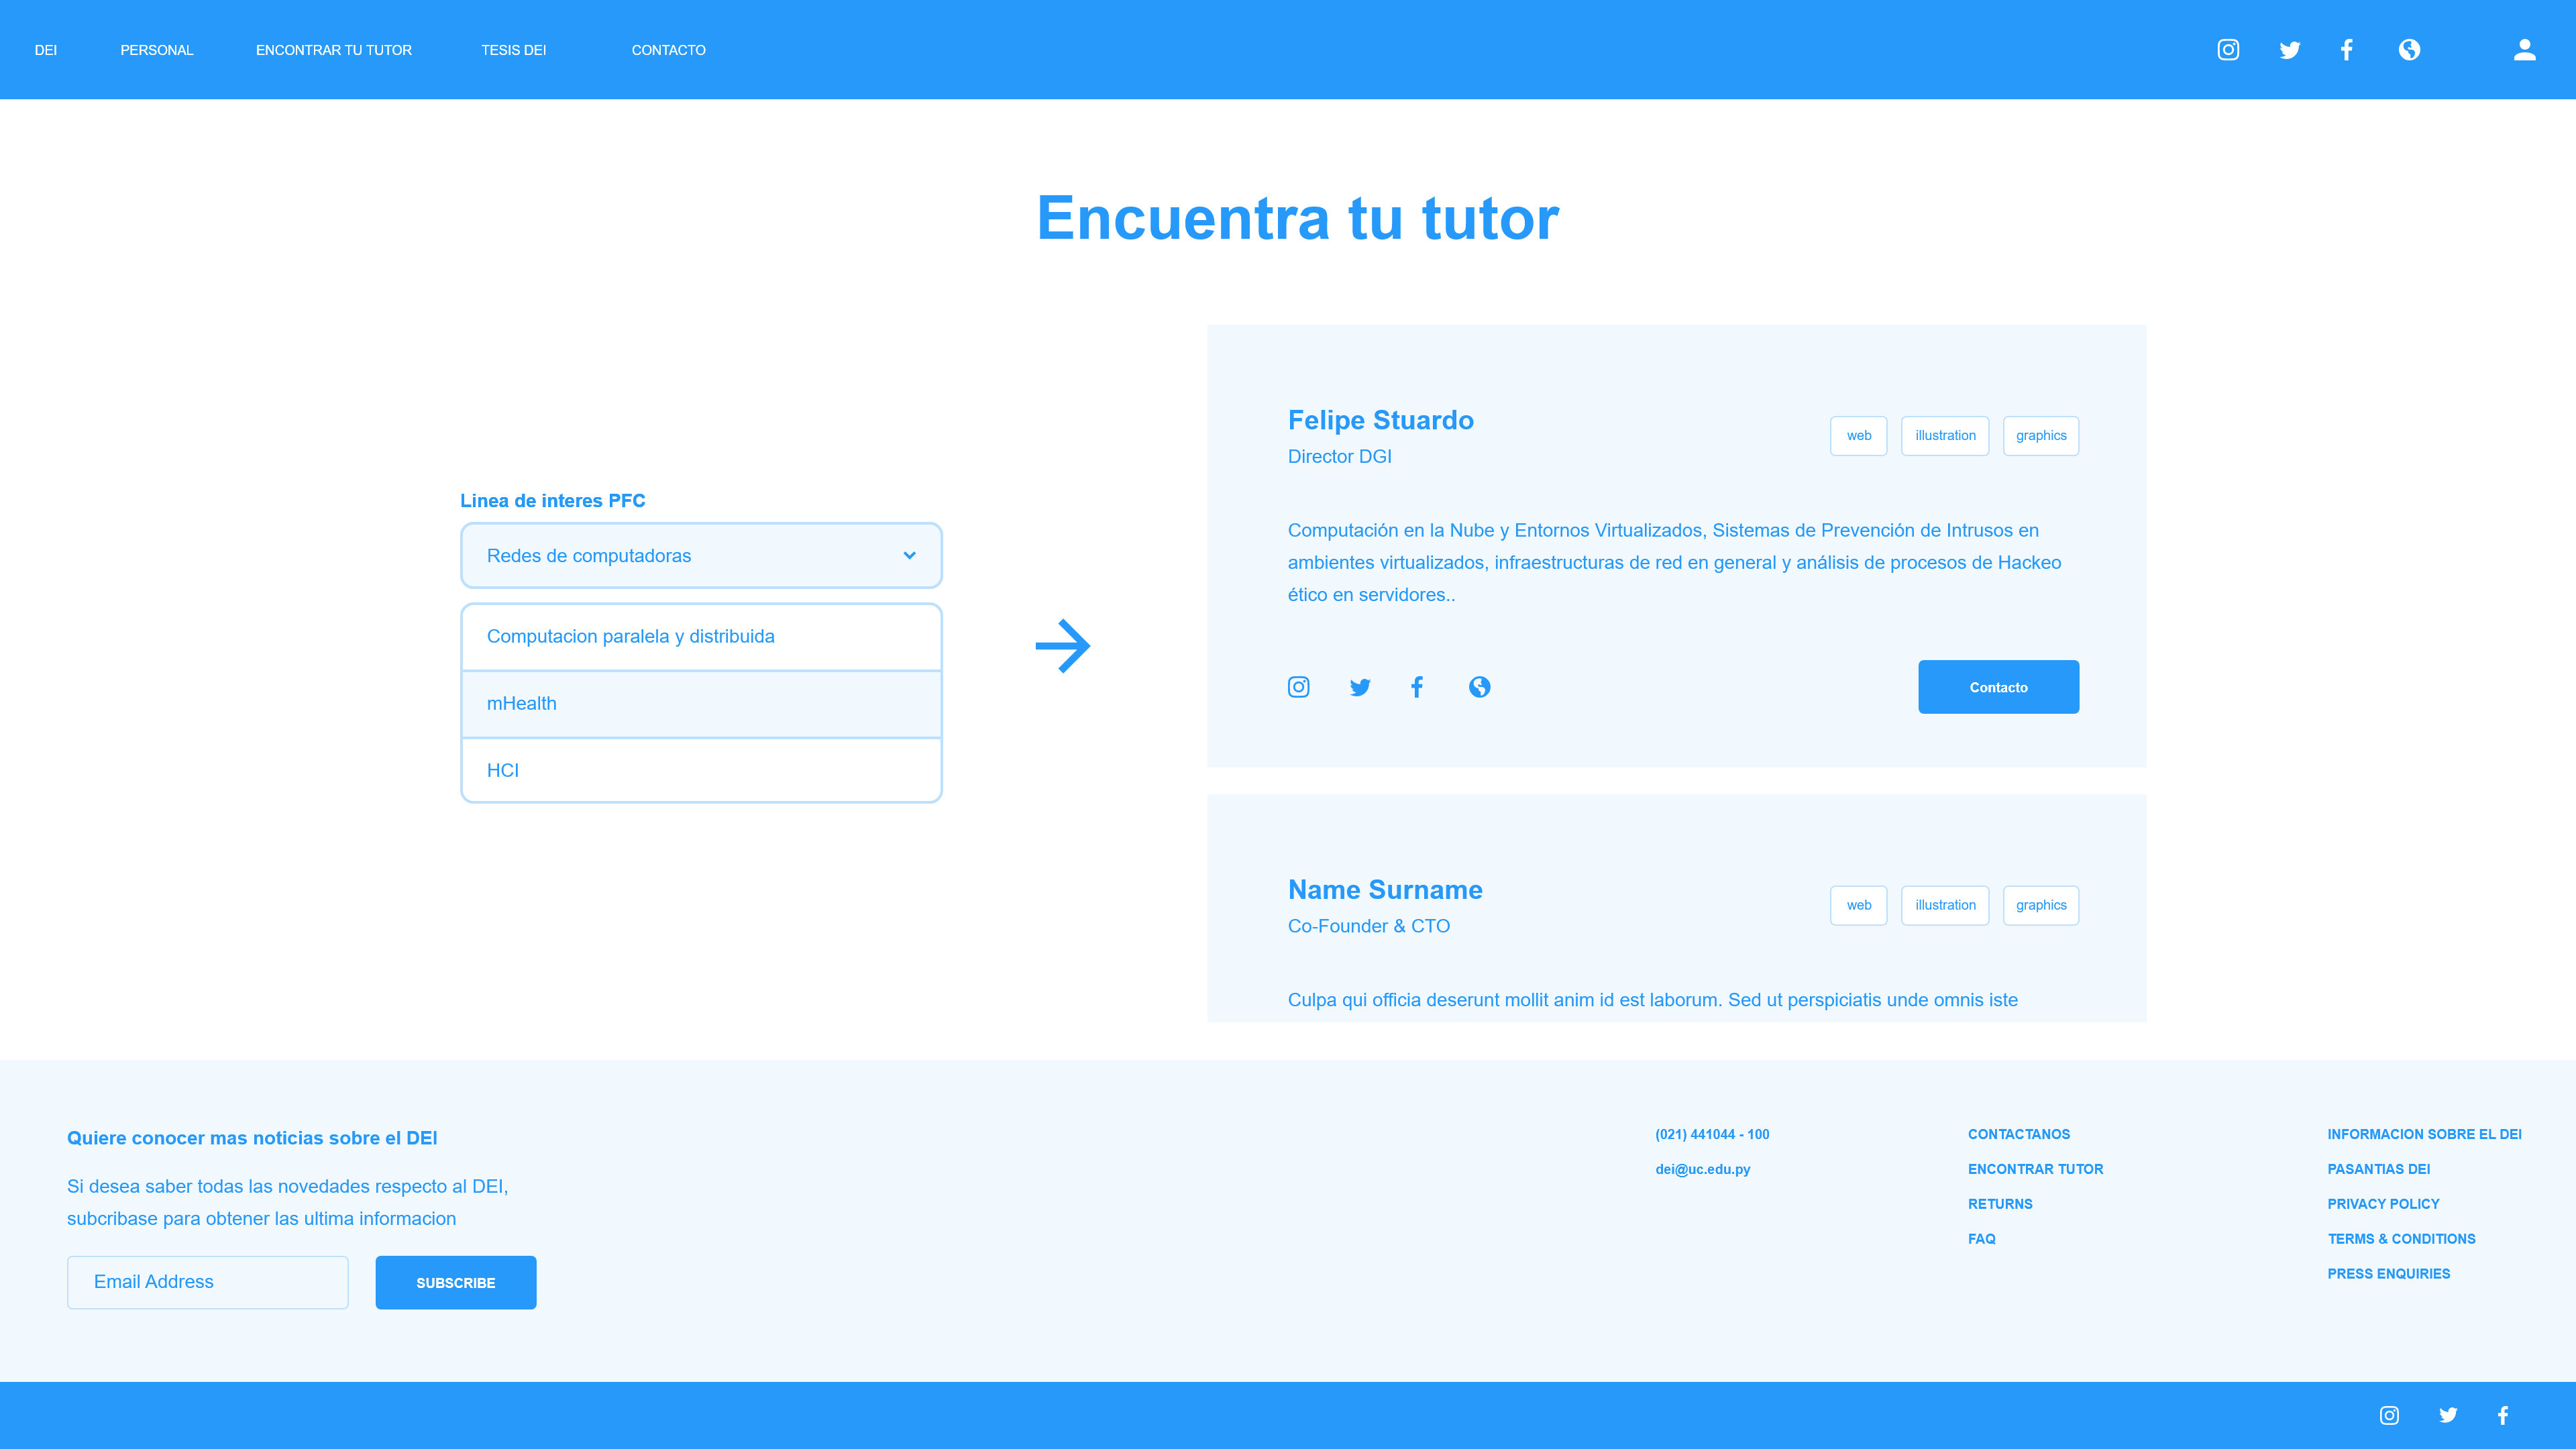 DEI
PERSONAL
ENCONTRAR TU TUTOR
TESIS DEI
CONTACTO
Encuentra tu tutor
Linea de interes PFC
Redes de computadoras
Computacion paralela y distribuida
mHealth
HCI
Felipe Stuardo
Director DGI
web
illustration
graphics
Computación en la Nube y Entornos Virtualizados, Sistemas de Prevención de Intrusos en
ambientes virtualizados, infraestructuras de red en general y análisis de procesos de Hackeo
ético en servidores..
Contacto
Name Surname
Co-Founder & CTO
web
illustration
graphics
Culpa qui officia deserunt mollit anim id est laborum. Sed ut perspiciatis unde omnis iste
Quiere conocer mas noticias sobre el DEI
Si desea saber todas las novedades respecto al DEI,
subcribase para obtener las ultima informacion
Email Address
SUBSCRIBE
(021) 441044 - 100
dei@uc.edu.py
CONTACTANOS
ENCONTRAR TUTOR
RETURNS
FAQ
INFORMACION SOBRE EL DEI
PASANTIAS DEI
PRIVACY POLICY
TERMS & CONDITIONS
PRESS ENQUIRIES